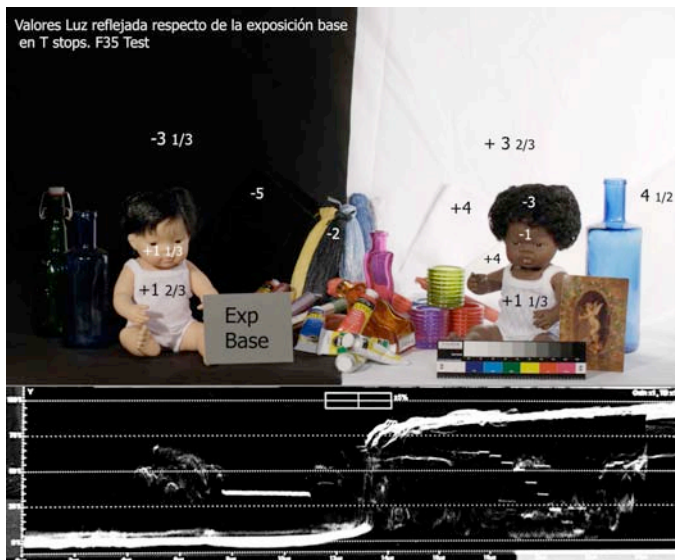 Valores Luz reflejada respecto de la exposición base
en T stops. F35 Test
-3 1/3
+ 3 2/3
-5
+4
-3
4 1/2
-2
-1
+1 1/3
+4
+1 2/3
+1 1/3
Exp
Base
Y
±5%